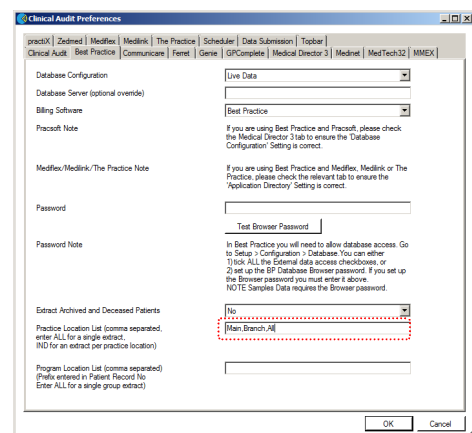 Clinical Audit Preferences
practiX Zedmed Mediflex Medilink The Practice Scheduler Data Submission Topbar
Clinical Audit Best Practice Communicare Ferret Genie GPComplete Medical Director 3 Medinet MedTech32 MMEX
Database Configuration
Live Data
Database Server (optional override)
Billing Software
Best Practice
Pracsoft Note
If you are using Best Practice and Pracsoft, please check
the Medical Director 3 tab to ensure the 'Database
Configuration' Setting is correct.
Mediflex/Medilink/The Practice Note
If you are using Best Practice and Mediflex, Medilink or The
Practice, please check the relevant tab to ensure the
'Application Directory' Setting is correct.
Password
Test Browser Password
Password Note
In Best Practice you will need to allow database access. Go
to Setup > Configuration > Database.You can either
1)tick ALL the External data access checkboxes, or
2) set up the BP Database Browser password. If you set up
the Browser password you must enter it above.
NOTE Samples Data requires the Browser password.
Extract Archived and Deceased Patients
No
Practice Location List (comma separated,
enter ALL for a single extract,
IND for an extract per practice location)
Main,Branch,All
Program Location List (comma separated)
(Prefix entered in Patient Record No
Enter ALL for a single group extract)
OK Cancel